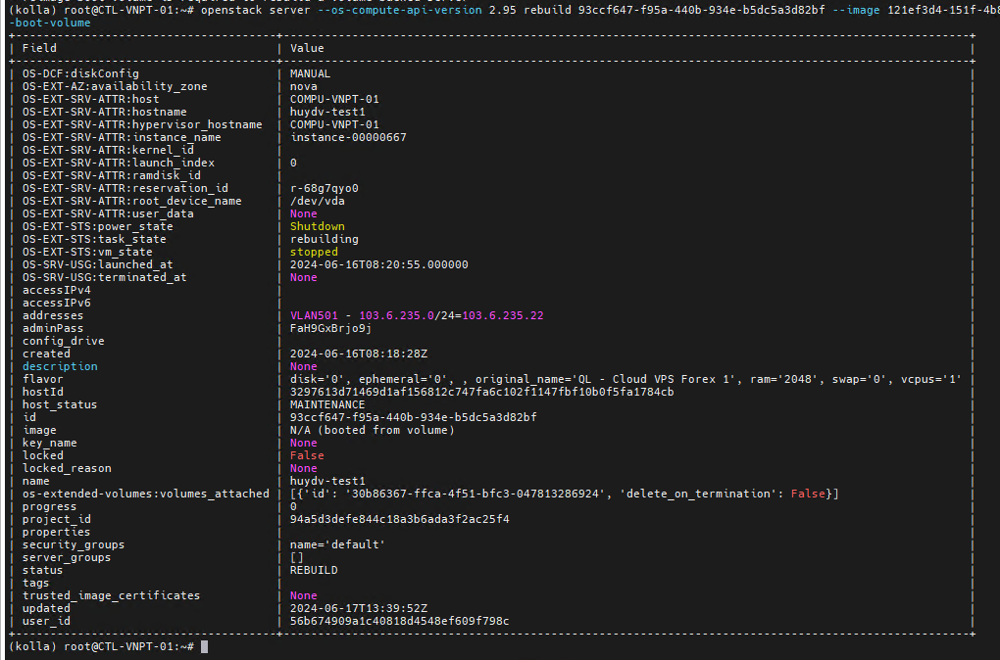 (kolla) root@CTL-VNPT-01:~# openstack server --os-compute-api-version 2.95 rebuild 93ccf647-f95a-440b-934e-b5dc5a3d82bf --image 121ef3d4-151f-4b8
-boot-volume
+--------------------------------------+----------------------------------------------------------------------------------------------------+
| Field | Value |
+--------------------------------------+----------------------------------------------------------------------------------------------------+
| OS-DCF:diskConfig | MANUAL |
| OS-EXT-AZ:availability_zone | nova |
| OS-EXT-SRV-ATTR:host | COMPU-VNPT-01 |
| OS-EXT-SRV-ATTR:hostname | huydv-test1 |
| OS-EXT-SRV-ATTR:hypervisor_hostname | COMPU-VNPT-01 |
| OS-EXT-SRV-ATTR:instance_name | instance-00000667 |
| OS-EXT-SRV-ATTR:kernel_id | |
| OS-EXT-SRV-ATTR:launch_index | 0 |
| OS-EXT-SRV-ATTR:ramdisk_id | |
| OS-EXT-SRV-ATTR:reservation_id | r-68g7qyo0 |
| OS-EXT-SRV-ATTR:root_device_name | /dev/vda |
| OS-EXT-SRV-ATTR:user_data | None |
| OS-EXT-STS:power_state | Shutdown |
| OS-EXT-STS:task_state | rebuilding |
| OS-EXT-STS:vm_state | stopped |
| OS-SRV-USG:launched_at | 2024-06-16T08:20:55.000000 |
| OS-SRV-USG:terminated_at | None |
| accessIPv4 | |
| accessIPv6 | |
| addresses | VLAN501 - 103.6.235.0/24=103.6.235.22 |
| adminPass | FaH9GxBrjo9j |
| config_drive | |
| created | 2024-06-16T08:18:28Z |
| description | None |
| flavor | disk='0', ephemeral='0', , original_name='QL - Cloud VPS Forex 1', ram='2048', swap='0', vcpus='1' |
| hostId | 3297613d71469d1af156812c747fa6c102f1147fbf10b0f5fa1784cb |
| host_status | MAINTENANCE |
| id | 93ccf647-f95a-440b-934e-b5dc5a3d82bf |
| image | N/A (booted from volume) |
| key_name | None |
| locked | False |
| locked_reason | None |
| name | huydv-test1 |
| os-extended-volumes:volumes_attached | [{'id': '30b86367-ffca-4f51-bfc3-047813286924', 'delete_on_termination': False}] |
| progress | 0 |
| project_id | 94a5d3defe844c18a3b6ada3f2ac25f4 |
| properties | |
| security_groups | name='default' |
| server_groups | [] |
| status | REBUILD |
| tags | |
| trusted_image_certificates | None |
| updated | 2024-06-17T13:39:52Z |
| user_id | 56b674909a1c40818d4548ef609f798c |
+--------------------------------------+----------------------------------------------------------------------------------------------------+
(kolla) root@CTL-VNPT-01:~#